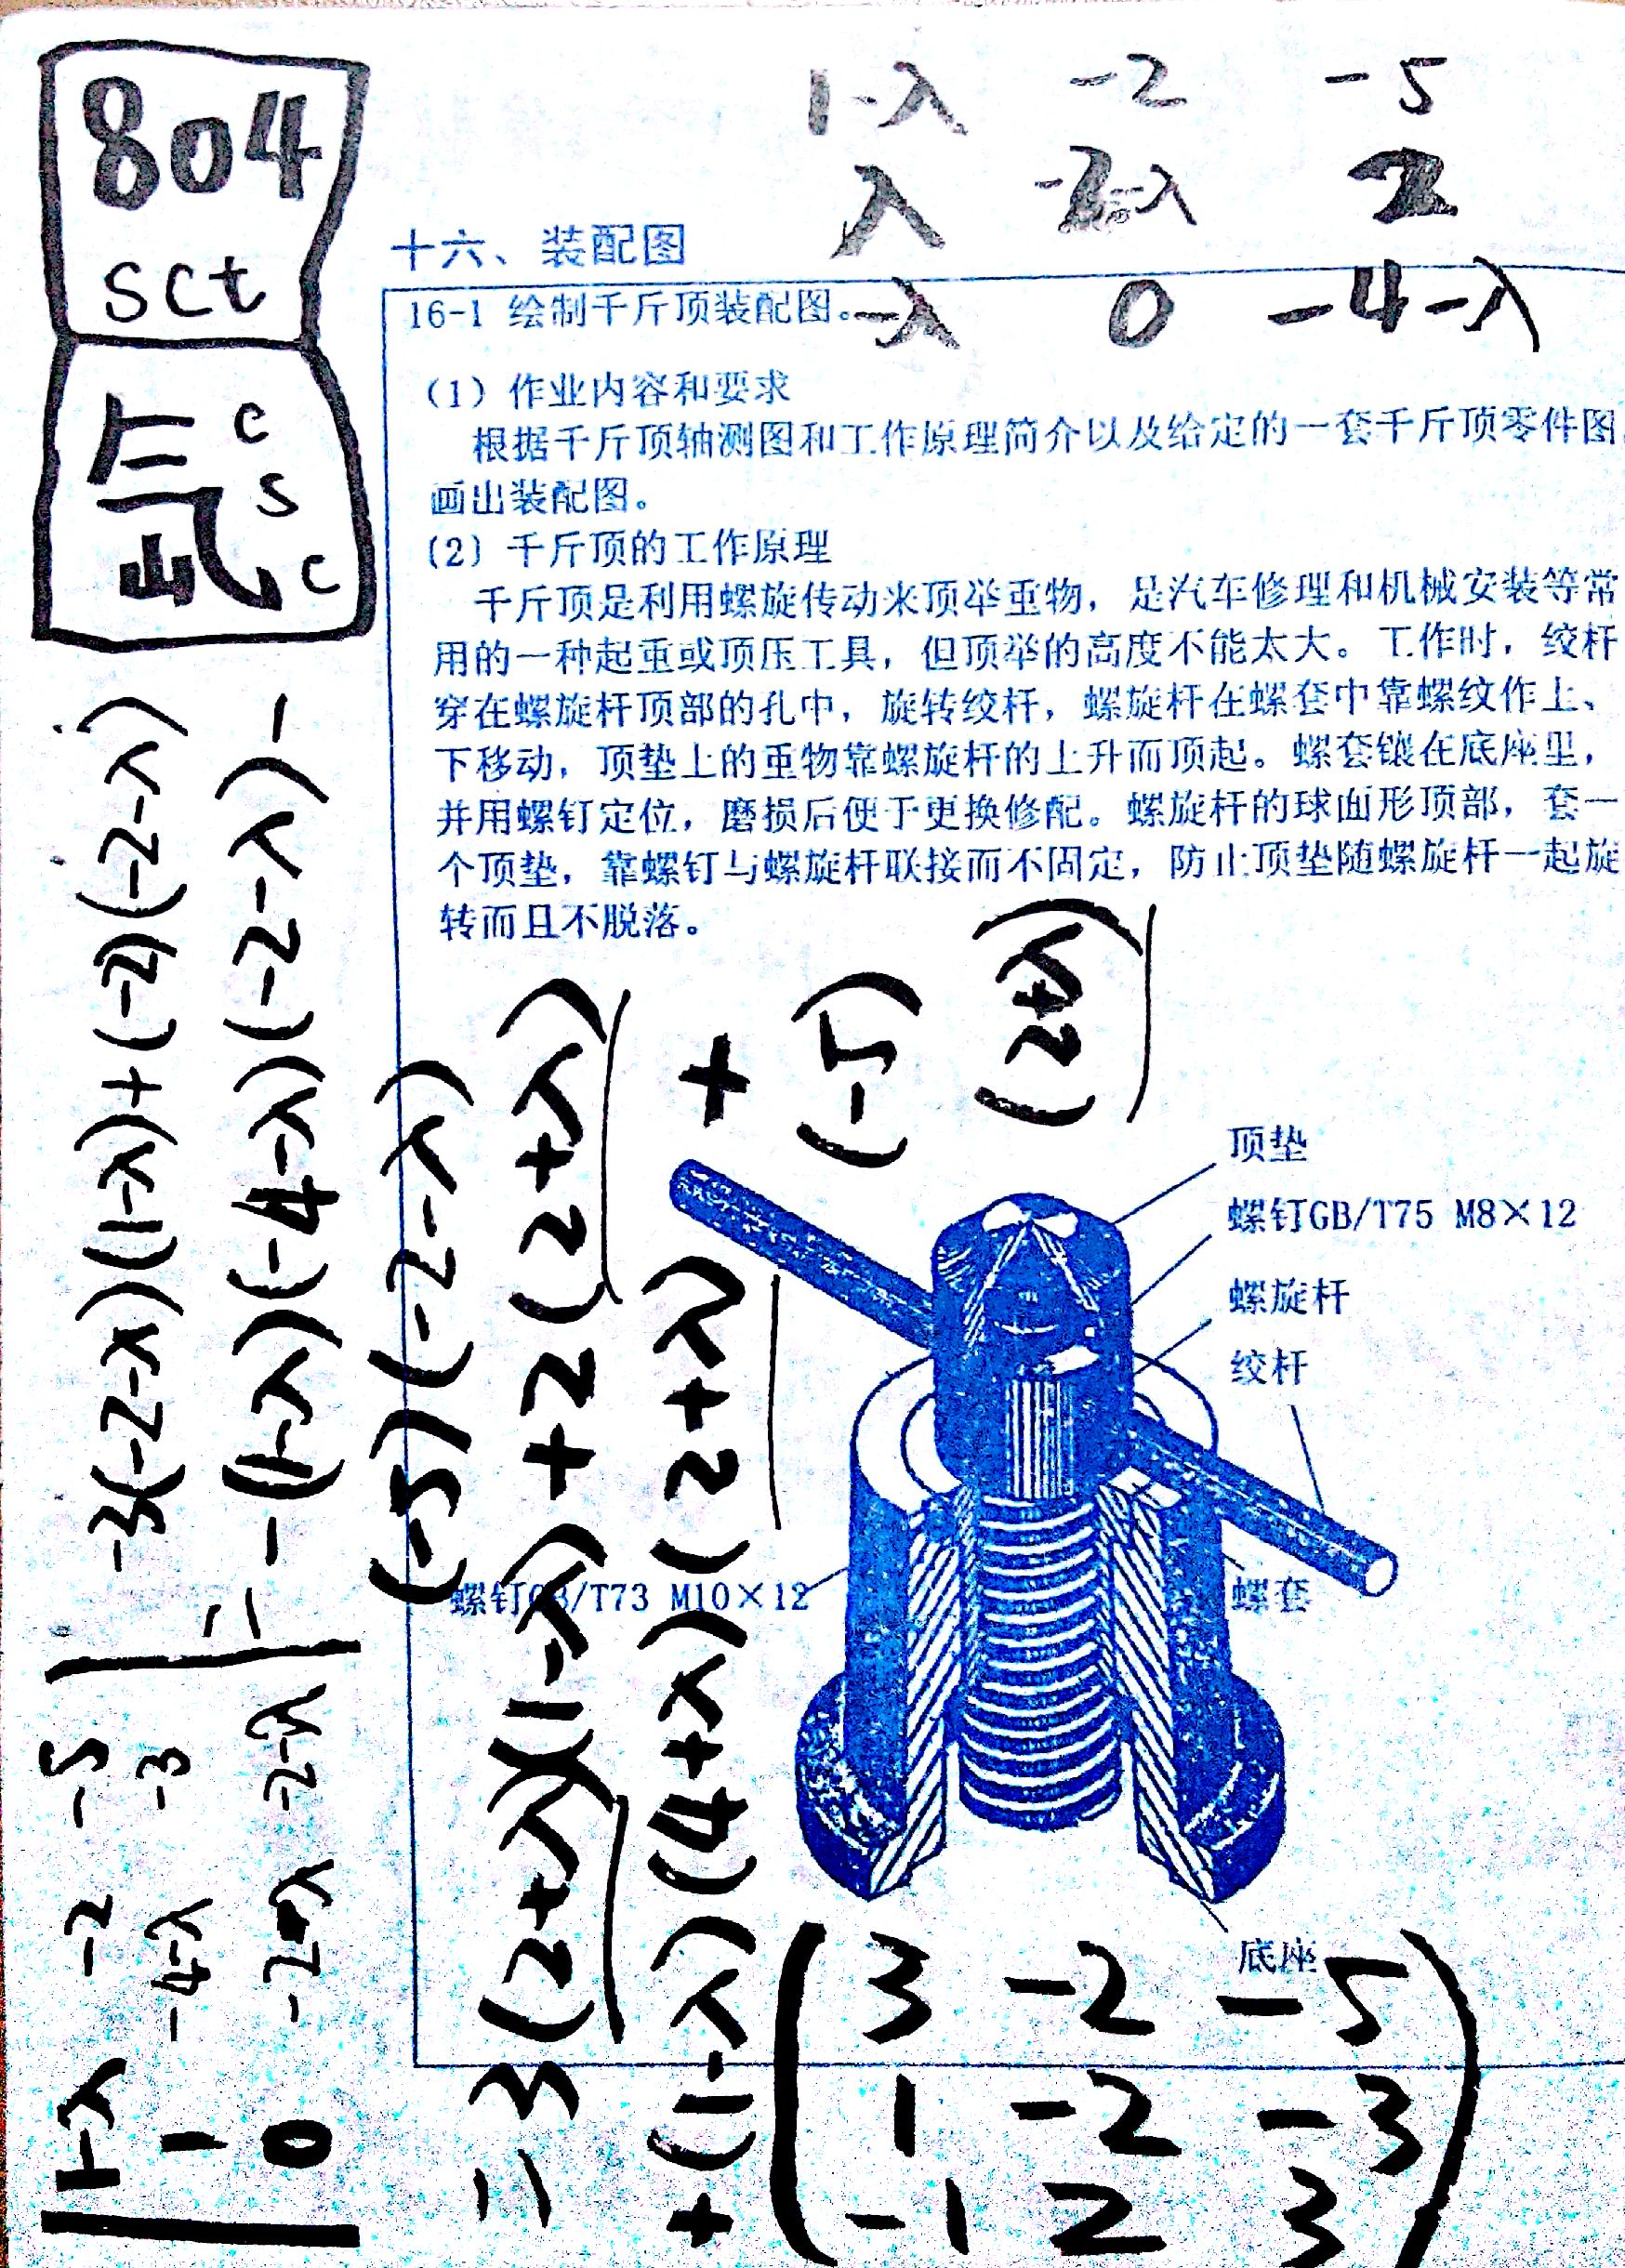 804
sct
c
s
c
1-λ -2 -5
λ -2-λ 2
-λ 0 -4-λ
十六、装配图
16-1 绘制千斤顶装配图。
(1) 作业内容和要求
根据千斤顶轴测图和工作原理简介以及给定的一套千斤顶零件图,
画出装配图。
(2) 千斤顶的工作原理
千斤顶是利用螺旋传动来顶举重物，是汽车修理和机械安装等常
用的一种起重或顶压工具，但顶举的高度不能太大。工作时，绞杆
穿在螺旋杆顶部的孔中，旋转绞杆，螺旋杆在螺套中靠螺纹作上、
下移动，顶垫上的重物靠螺旋杆的上升而顶起。螺套镶在底座里，
并用螺钉定位，磨损后便于更换修配。螺旋杆的球面形顶部，套一
个顶垫，靠螺钉与螺旋杆联接而不固定，防止顶垫随螺旋杆一起旋
转而且不脱落。
顶垫
螺钉GB/T75 M8×12
螺旋杆
绞杆
螺钉GB/T73 M10×12
螺套
底座
1-λ -2 -5
1 -4-λ -3
0 -2-λ -2-λ
-3(-2-λ)(1-λ)+(-2)(-2-λ)
= -(1-λ)(-4-λ)(-2-λ)-
(-5)(-2-λ)
=3(2+λ)(1-λ)+2(2+λ)
+(1-λ)(4+λ)(2+λ)+
(-5)
(2+λ)
3 -2 -5
1 -2 -3
-1 2 3